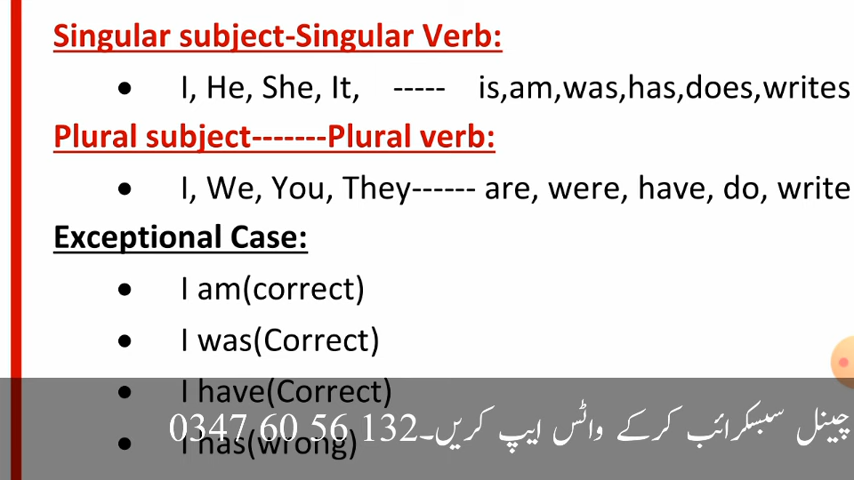 Singular subject-Singular Verb:
• I, He, She, It, ----- is,am,was,has,does,writes
Plural subject-------Plural verb:
• I, We, You, They------ are, were, have, do, write
Exceptional Case:
• I am(correct)
• I was(Correct)
• I have(Correct)
چینل سبسکرائب کرکے واٹس ایپ کریں۔132 56 60 0347
• I has(wrong)